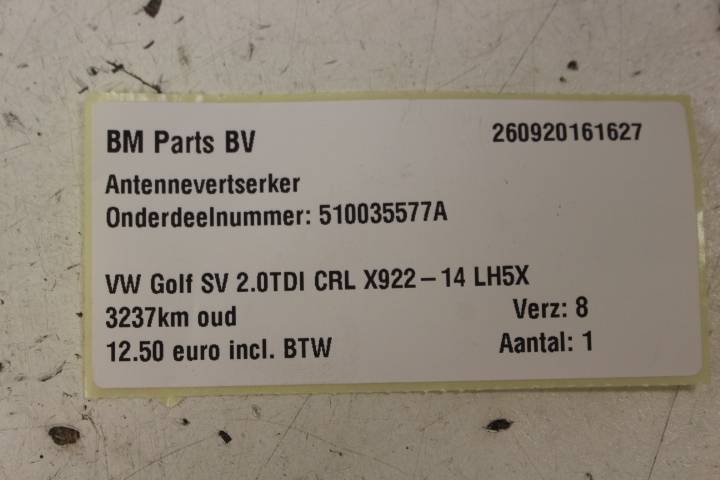 BM Parts BV 260920161627
Antennevertserker
Onderdeelnummer: 510035577A
VW Golf SV 2.0TDI CRL X922-14 LH5X
3237km oud Verz: 8
12.50 euro incl. BTW Aantal: 1